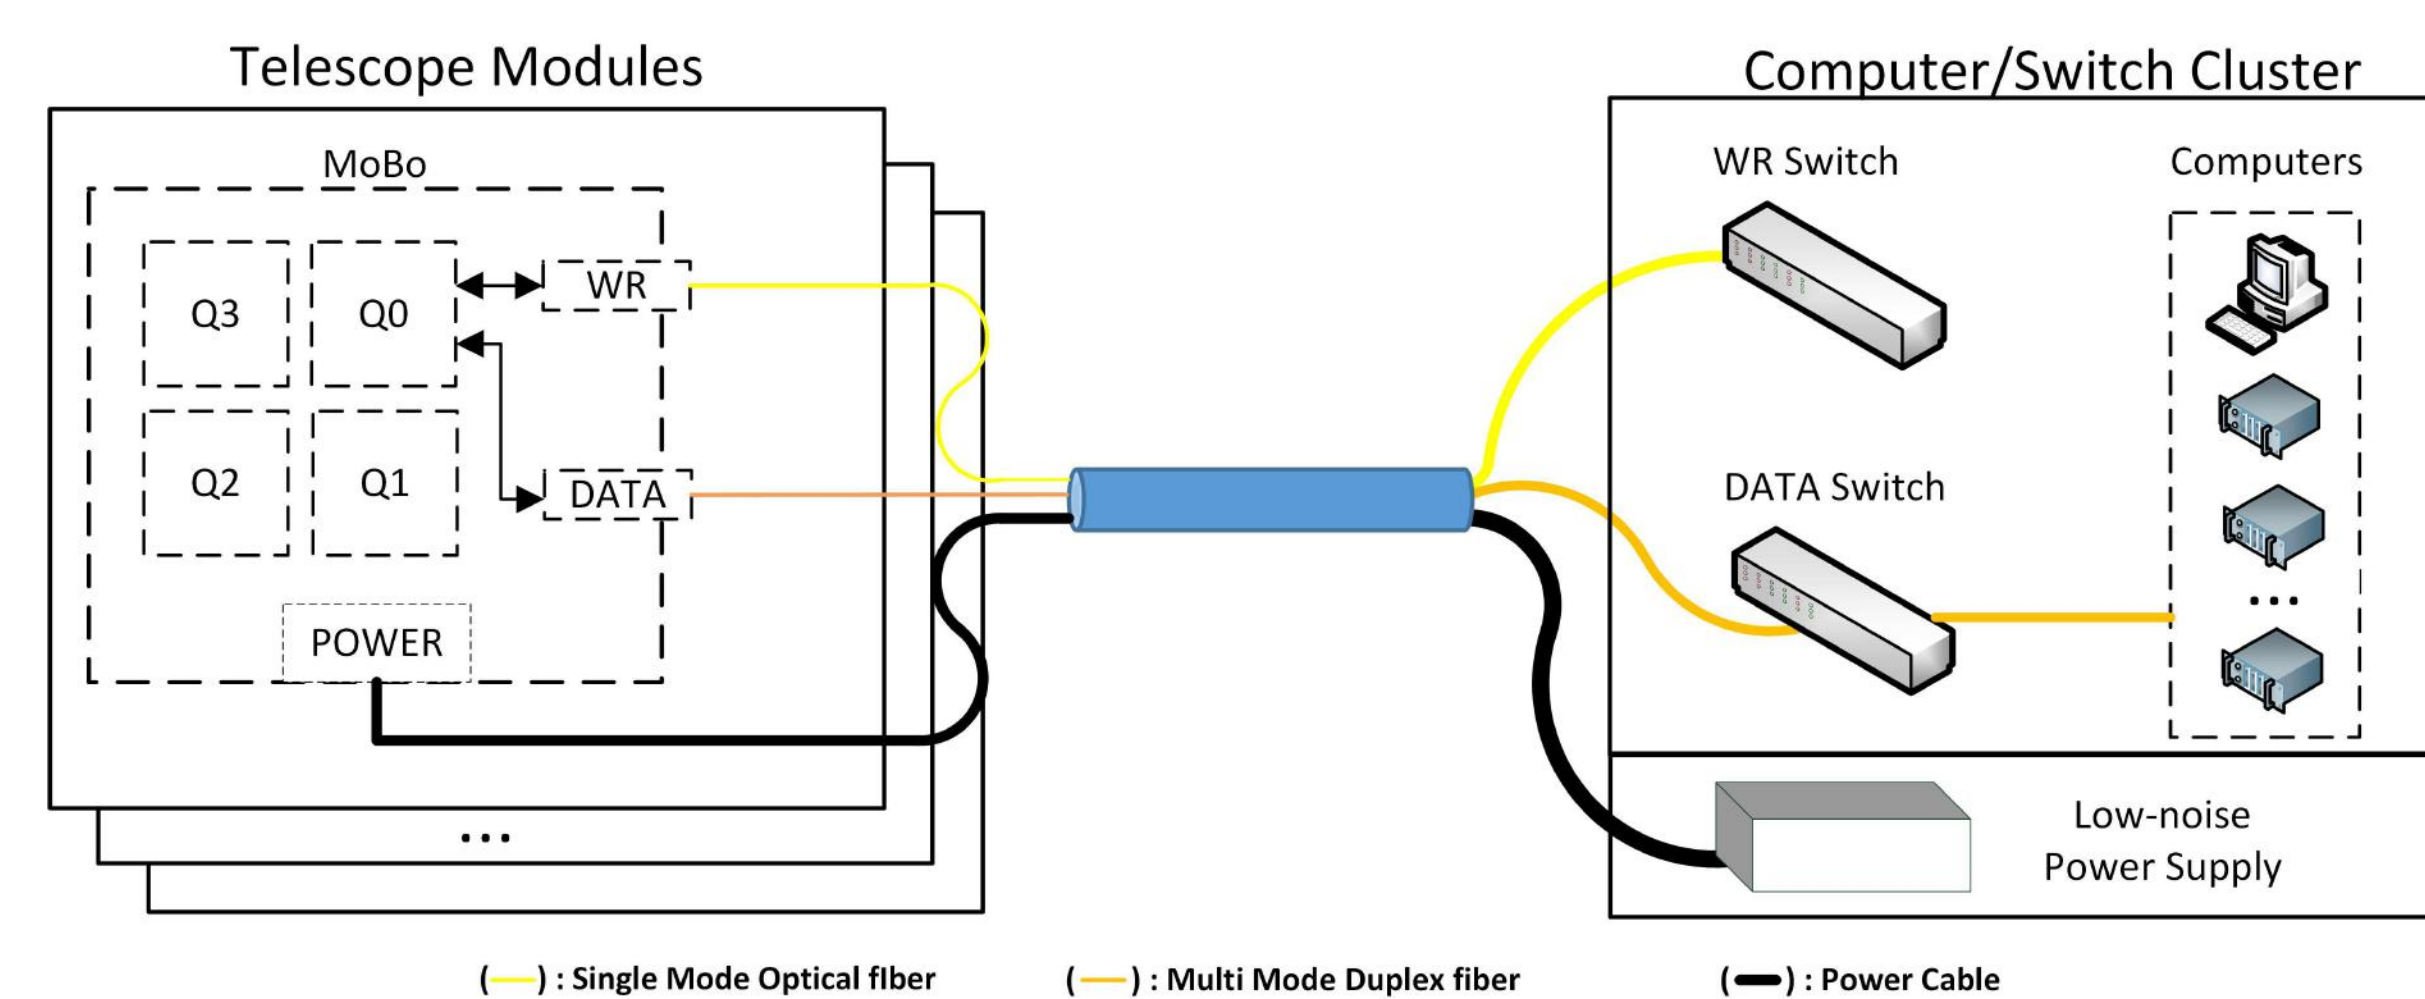 Telescope Modules
Computer/Switch Cluster
MoBo
WR Switch
Computers
Q3
Q0
WR
Q2
Q1
DATA
DATA Switch
POWER
...
...
Low-noise
Power Supply
(—) : Single Mode Optical fIber
(—) : Multi Mode Duplex fiber
(—) : Power Cable